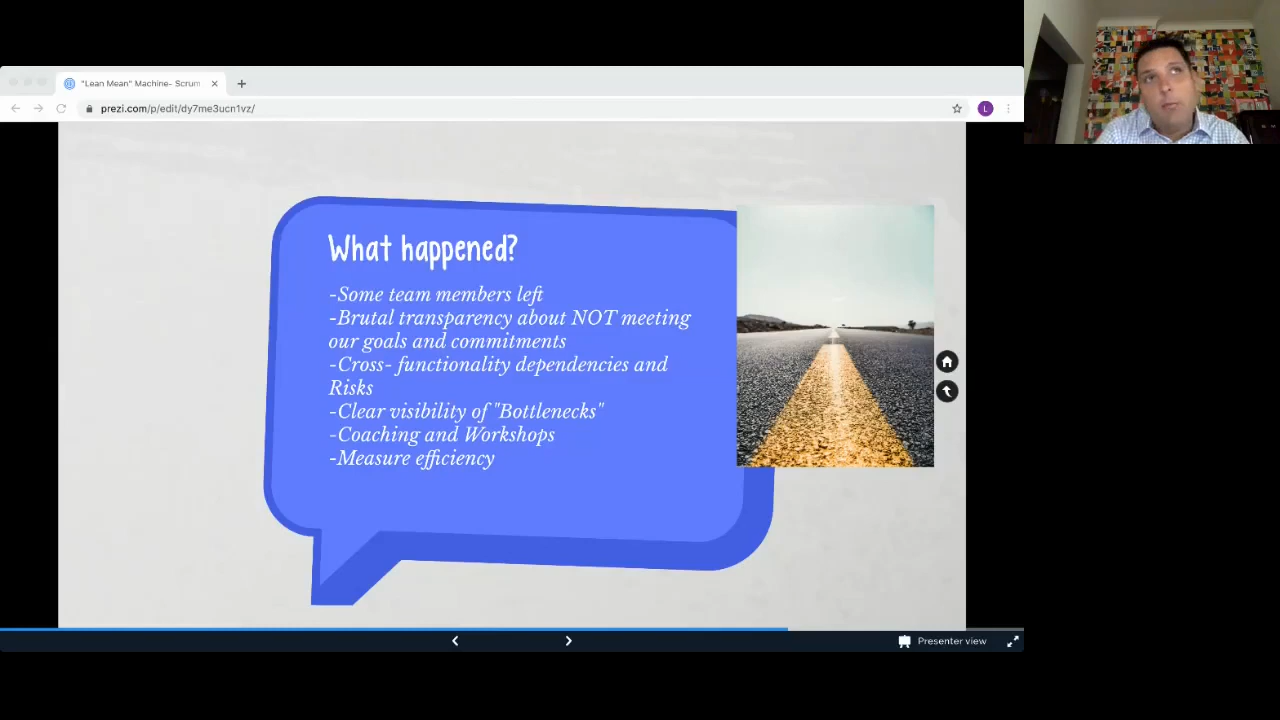 "Lean Mean" Machine- Scrum
prezi.com/p/edit/dy7me3ucn1vz/
L
What happened?
-Some team members left
-Brutal transparency about NOT meeting
our goals and commitments
-Cross- functionality dependencies and
Risks
-Clear visibility of "Bottlenecks"
-Coaching and Workshops
-Measure efficiency
Presenter view